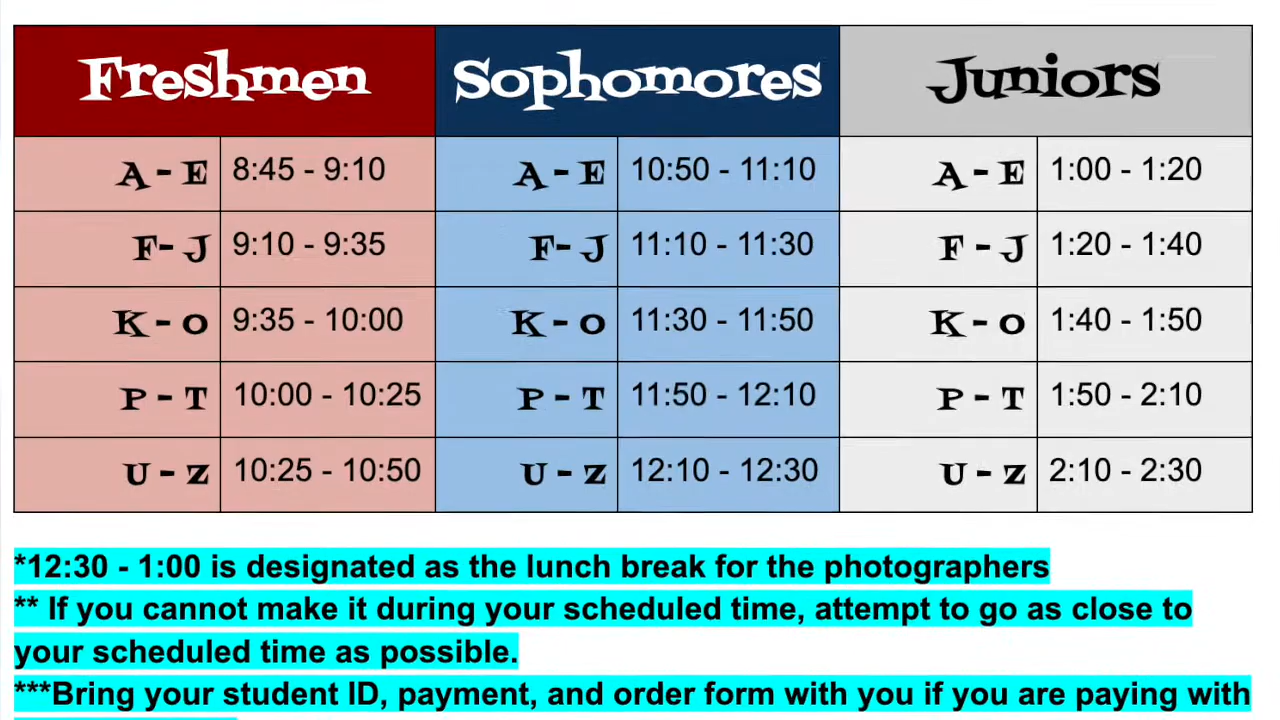 Freshmen Sophomores Juniors
A - E 8:45 - 9:10 A - E 10:50 - 11:10 A - E 1:00 - 1:20
F- J 9:10 - 9:35 F- J 11:10 - 11:30 F - J 1:20 - 1:40
K - O 9:35 - 10:00 K - O 11:30 - 11:50 K - O 1:40 - 1:50
P - T 10:00 - 10:25 P - T 11:50 - 12:10 P - T 1:50 - 2:10
U - Z 10:25 - 10:50 U - Z 12:10 - 12:30 U - Z 2:10 - 2:30
*12:30 - 1:00 is designated as the lunch break for the photographers
** If you cannot make it during your scheduled time, attempt to go as close to
your scheduled time as possible.
***Bring your student ID, payment, and order form with you if you are paying with